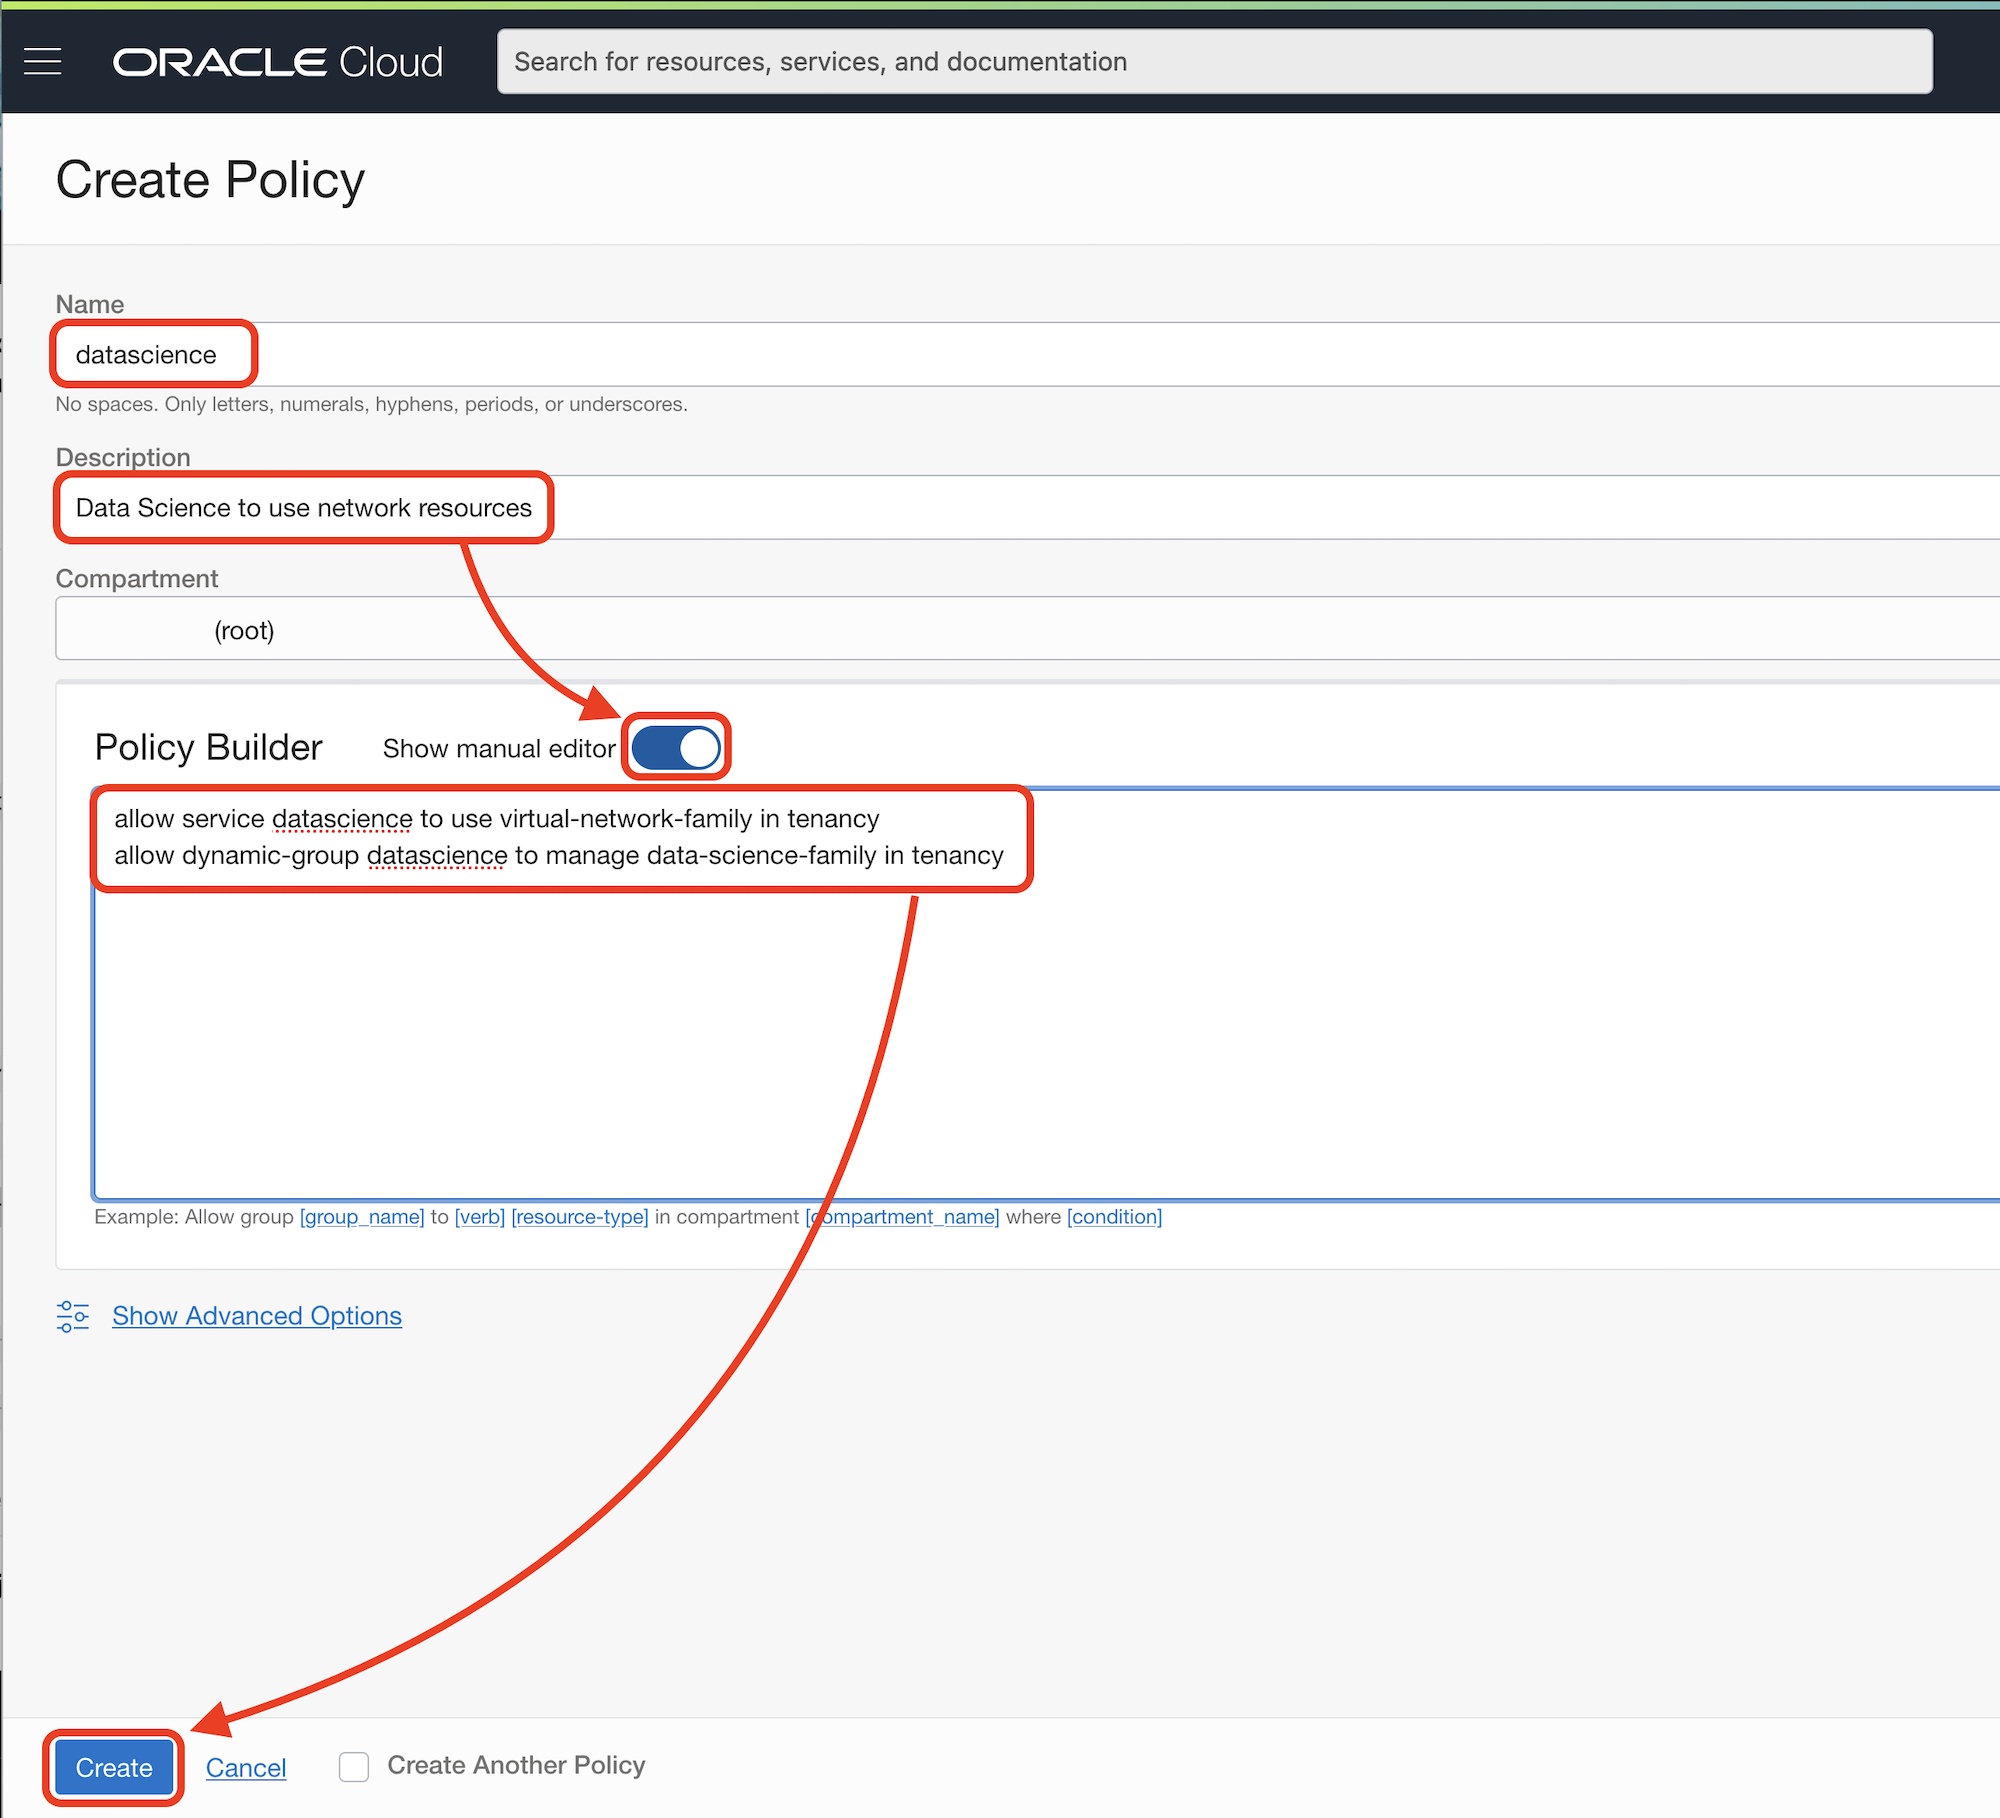 ORACLE Cloud
Search for resources, services, and documentation
Create Policy
Name
datascience
No spaces. Only letters, numerals, hyphens, periods, or underscores.
Description
Data Science to use network resources
Compartment
(root)
Policy Builder
Show manual editor
allow service datascience to use virtual-network-family in tenancy
allow dynamic-group datascience to manage data-science-family in tenancy
Example: Allow group [group_name] to [verb] [resource-type] in compartment [compartment_name] where [condition]
Show Advanced Options
Create
Cancel
Create Another Policy